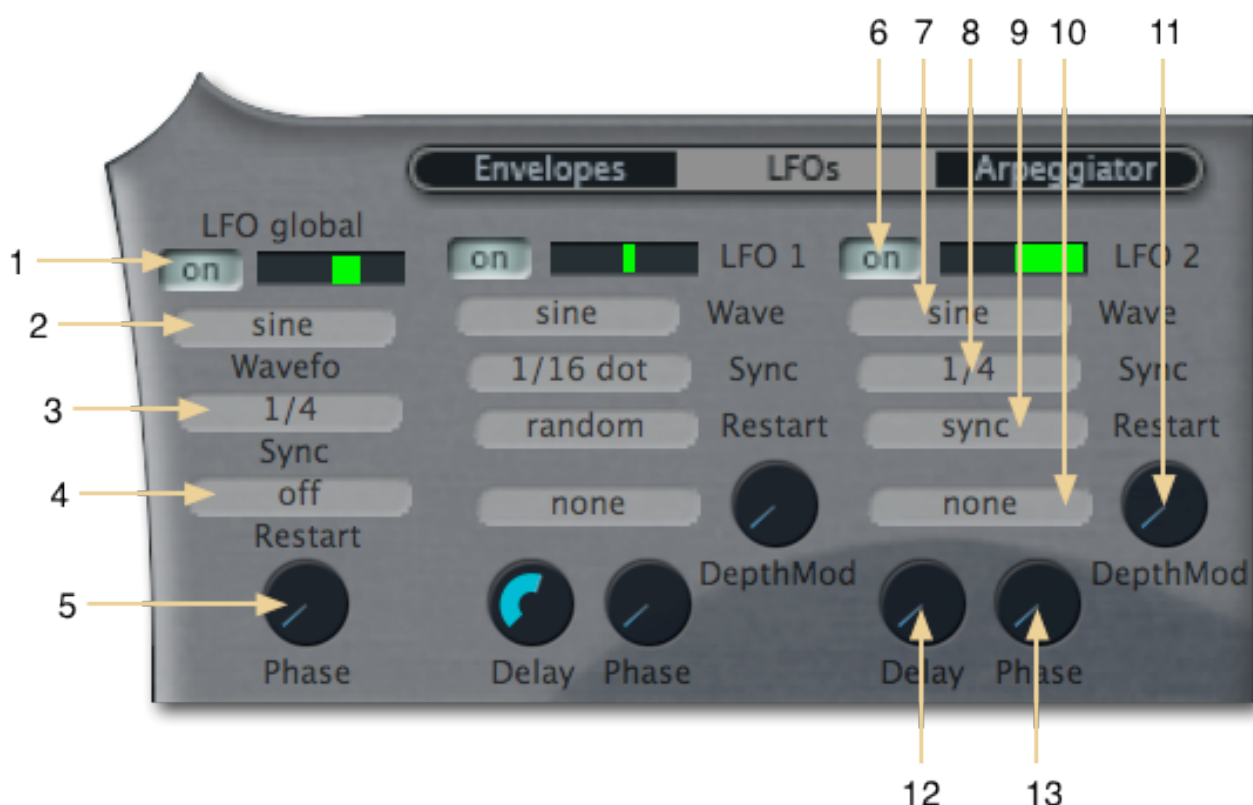 6 7 8 9 10 11
Envelopes LFOs Arpeggiator
LFO global
1 on on LFO 1 on LFO 2
2 sine sine Wave sine Wave
Wavefo 1/16 dot Sync 1/4 Sync
3 1/4 random Restart sync Restart
Sync
4 off none none
Restart
DepthMod DepthMod
5
Phase Delay Phase Delay Phase
12 13